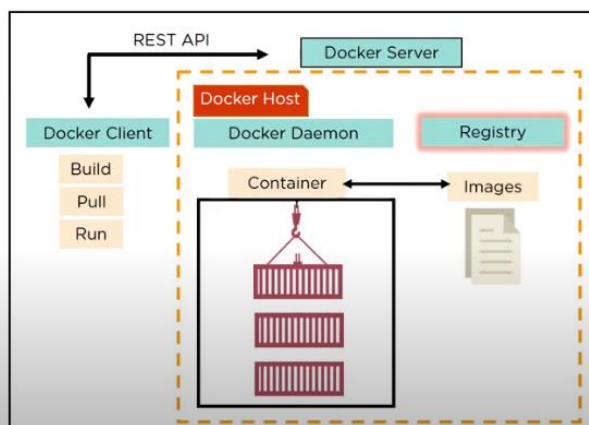 REST API
Docker Server
Docker Host
Docker Client
Docker Daemon
Registry
Build
Pull
Run
Container
Images